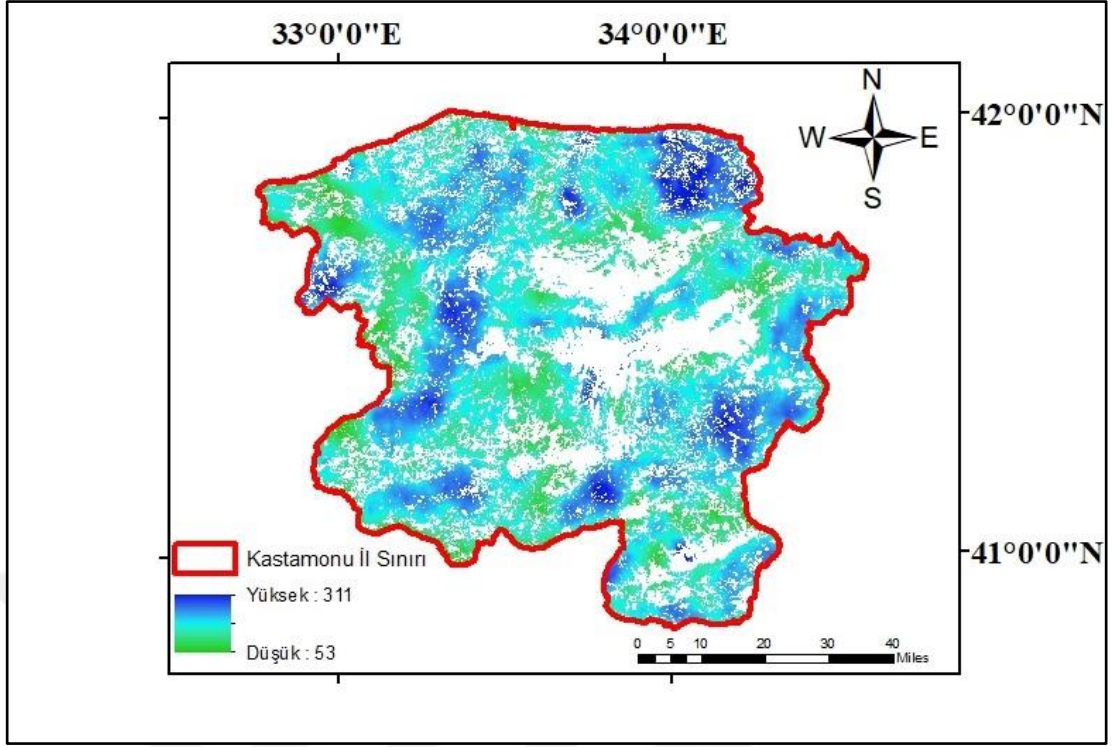 33°0'0"E 34°0'0"E
42°0'0"N
N
W E
S
41°0'0"N
Kastamonu İl Sınırı
Yüksek : 311
Düşük : 53
0 5 10 20 30 40
Miles